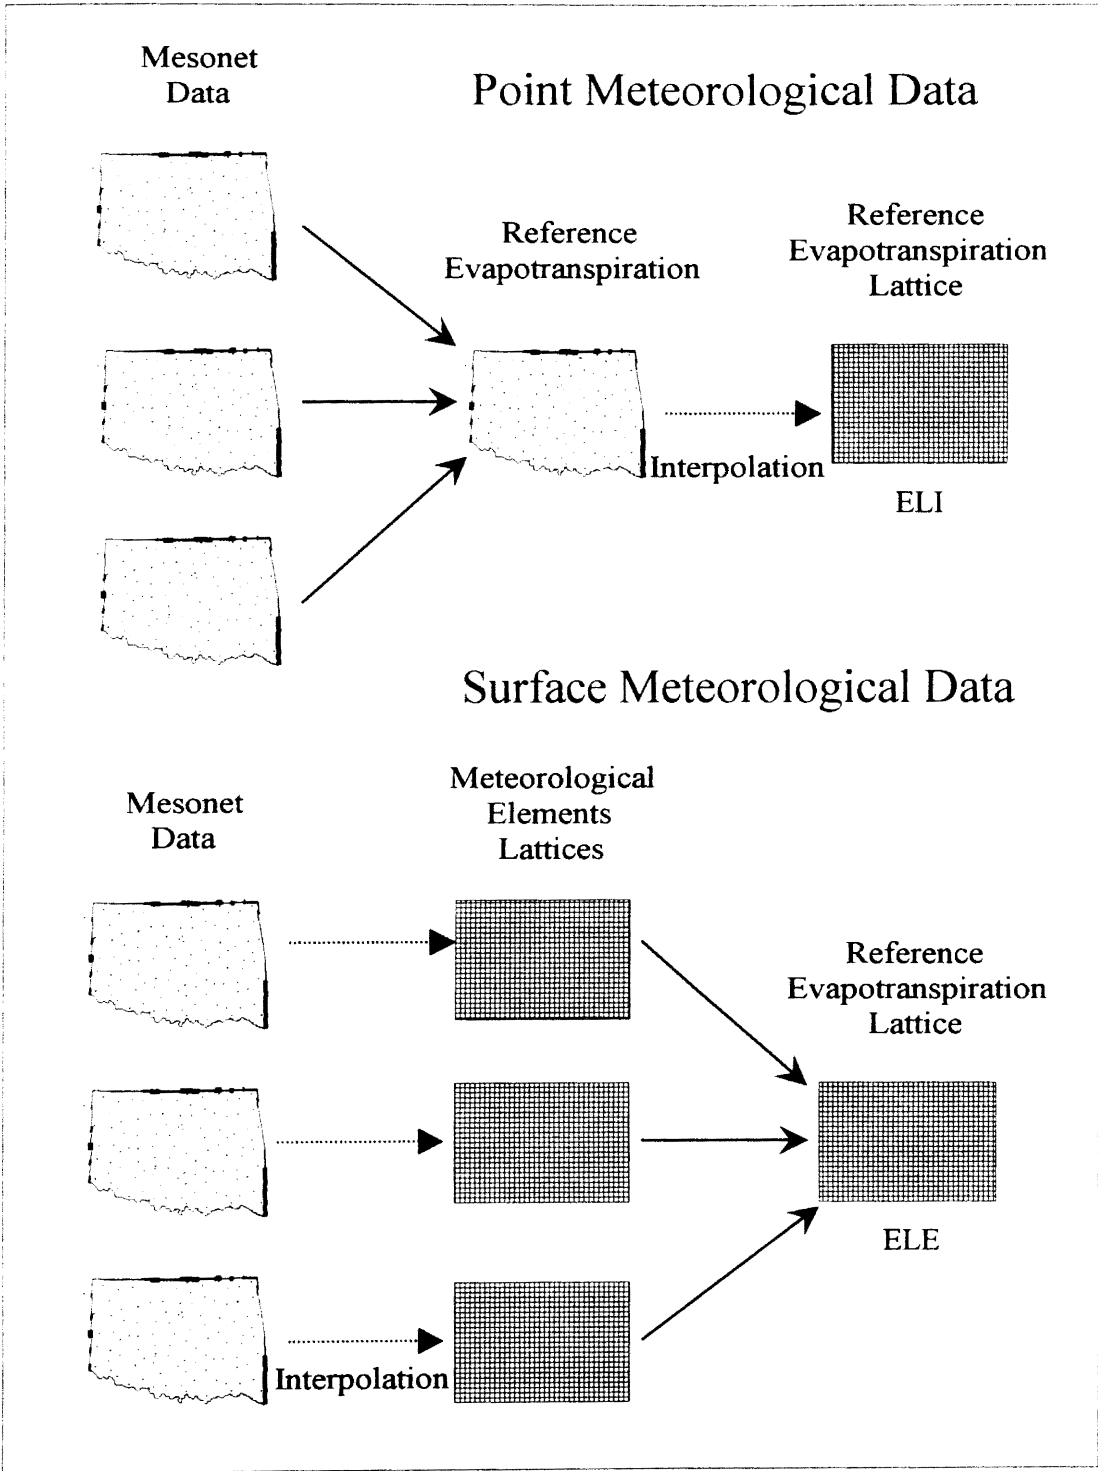 Mesonet
Data
Point Meteorological Data
Reference
Evapotranspiration
Reference
Evapotranspiration
Lattice
Interpolation
ELI
Surface Meteorological Data
Mesonet
Data
Meteorological
Elements
Lattices
Reference
Evapotranspiration
Lattice
ELE
Interpolation